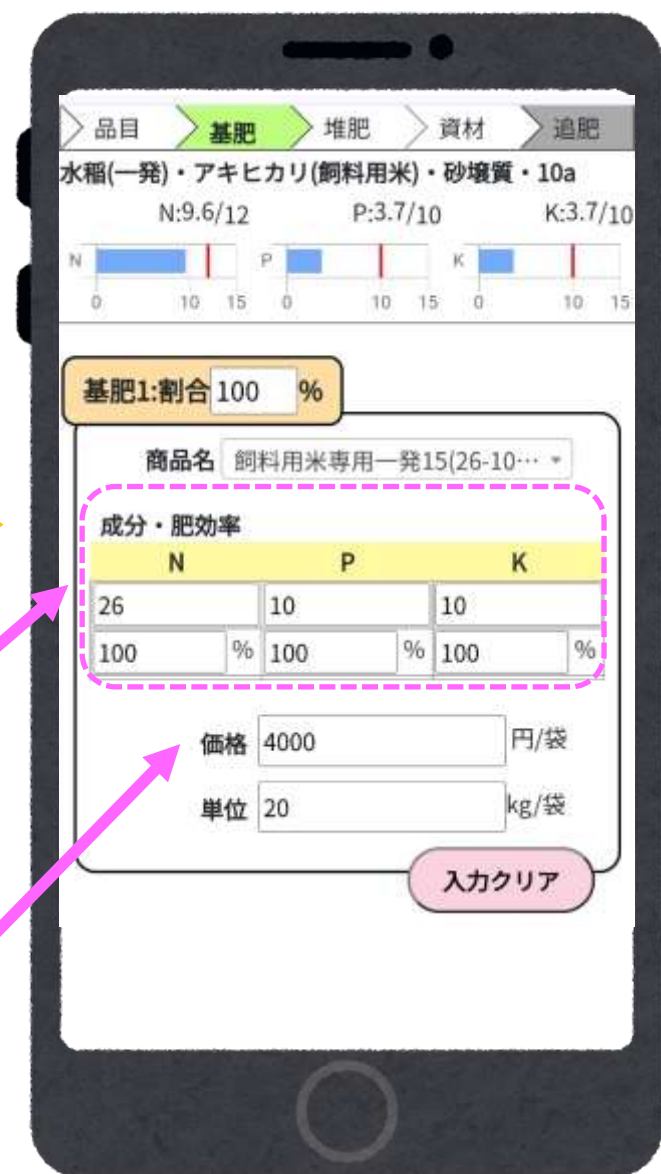 品目 基肥 堆肥 資材 追肥
水稲(一発)・アキヒカリ(飼料用米)・砂壌質・10a
N:9.6/12 P:3.7/10 K:3.7/10
N P K
0 10 15 0 10 15 0 10 15
基肥1:割合 100 %
商品名 飼料用米専用一発15(26-10…
成分・肥効率
N P K
26 10 10
100 % 100 % 100 %
価格 4000 円/袋
単位 20 kg/袋
入力クリア